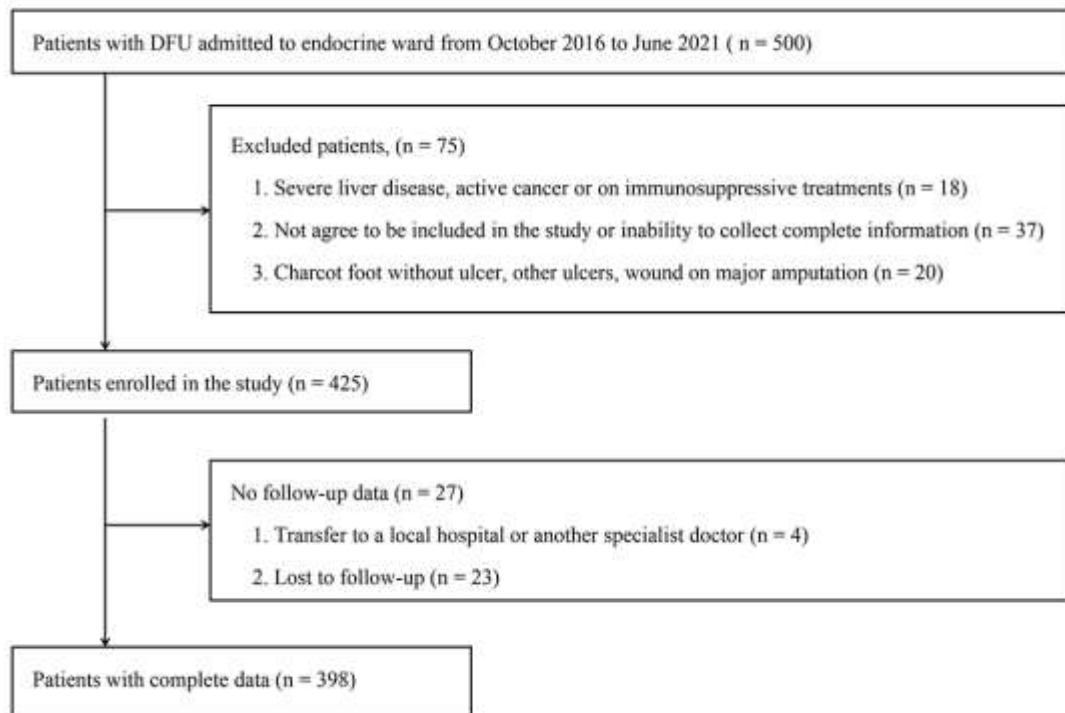 Patients with DFU admitted to endocrine ward from October 2016 to June 2021 ( n = 500)
Excluded patients, (n = 75)
1. Severe liver disease, active cancer or on immunosuppressive treatments (n = 18)
2. Not agree to be included in the study or inability to collect complete information (n = 37)
3. Charcot foot without ulcer, other ulcers, wound on major amputation (n = 20)
Patients enrolled in the study (n = 425)
No follow-up data (n = 27)
1. Transfer to a local hospital or another specialist doctor (n = 4)
2. Lost to follow-up (n = 23)
Patients with complete data (n = 398)